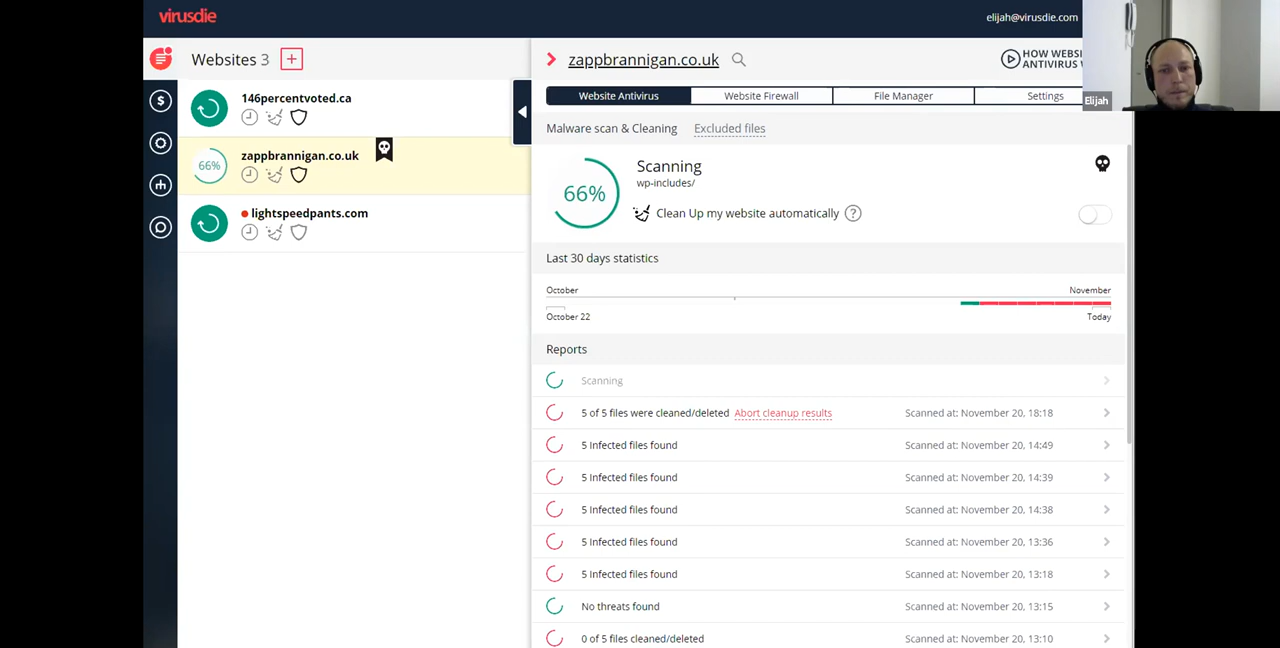 virusdie
elijah@virusdie.com
Websites 3
zappbrannigan.co.uk
HOW WEBSI
ANTIVIRUS
Elijah
146percentvoted.ca
66%
zappbrannigan.co.uk
lightspeedpants.com
Website Antivirus
Website Firewall
File Manager
Settings
Malware scan & Cleaning
Excluded files
66%
Scanning
wp-includes/
Clean Up my website automatically ?
Last 30 days statistics
October
November
October 22
Today
Reports
Scanning
5 of 5 files were cleaned/deleted Abort cleanup results Scanned at: November 20, 18:18
5 Infected files found Scanned at: November 20, 14:49
5 Infected files found Scanned at: November 20, 14:39
5 Infected files found Scanned at: November 20, 14:38
5 Infected files found Scanned at: November 20, 13:36
5 Infected files found Scanned at: November 20, 13:18
No threats found Scanned at: November 20, 13:15
0 of 5 files cleaned/deleted Scanned at: November 20, 13:10